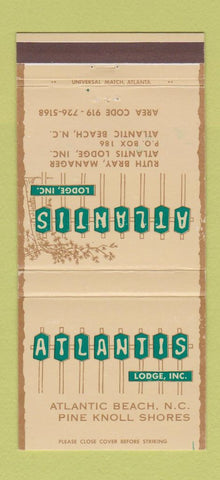 UNIVERSAL MATCH, ATLANTA
RUTH BRAY, MANAGER
ATLANTIS LODGE, INC.
P.O. BOX 186
ATLANTIC BEACH, N.C.
AREA CODE 919 - 726-5168
ATLANTIS
LODGE, INC.
ATLANTIS
LODGE, INC.
ATLANTIC BEACH, N.C.
PINE KNOLL SHORES
PLEASE CLOSE COVER BEFORE STRIKING